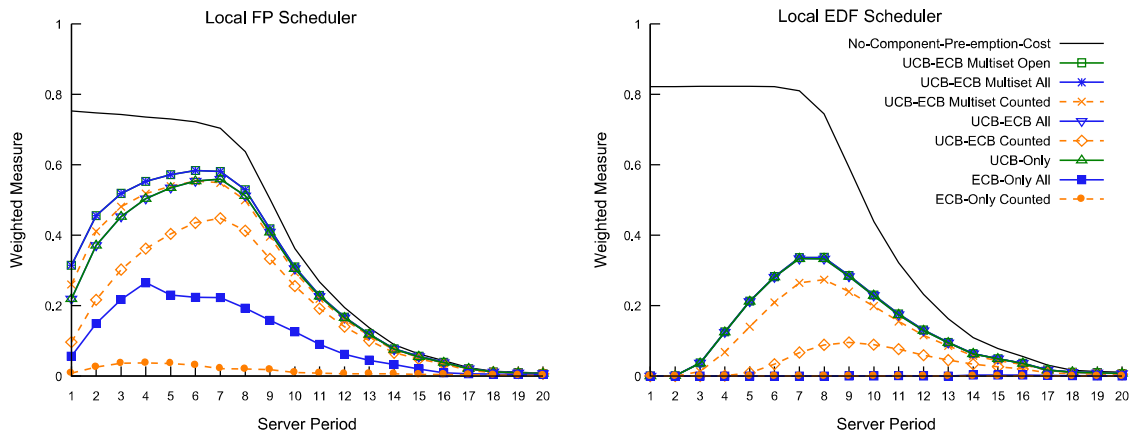 Local FP Scheduler
Weighted Measure
1
0.8
0.6
0.4
0.2
0
1 2 3 4 5 6 7 8 9 10 11 12 13 14 15 16 17 18 19 20
Server Period
Local EDF Scheduler
Weighted Measure
1
0.8
0.6
0.4
0.2
0
No-Component-Pre-emption-Cost
UCB-ECB Multiset Open
UCB-ECB Multiset All
UCB-ECB Multiset Counted
UCB-ECB All
UCB-ECB Counted
UCB-Only
ECB-Only All
ECB-Only Counted
1 2 3 4 5 6 7 8 9 10 11 12 13 14 15 16 17 18 19 20
Server Period